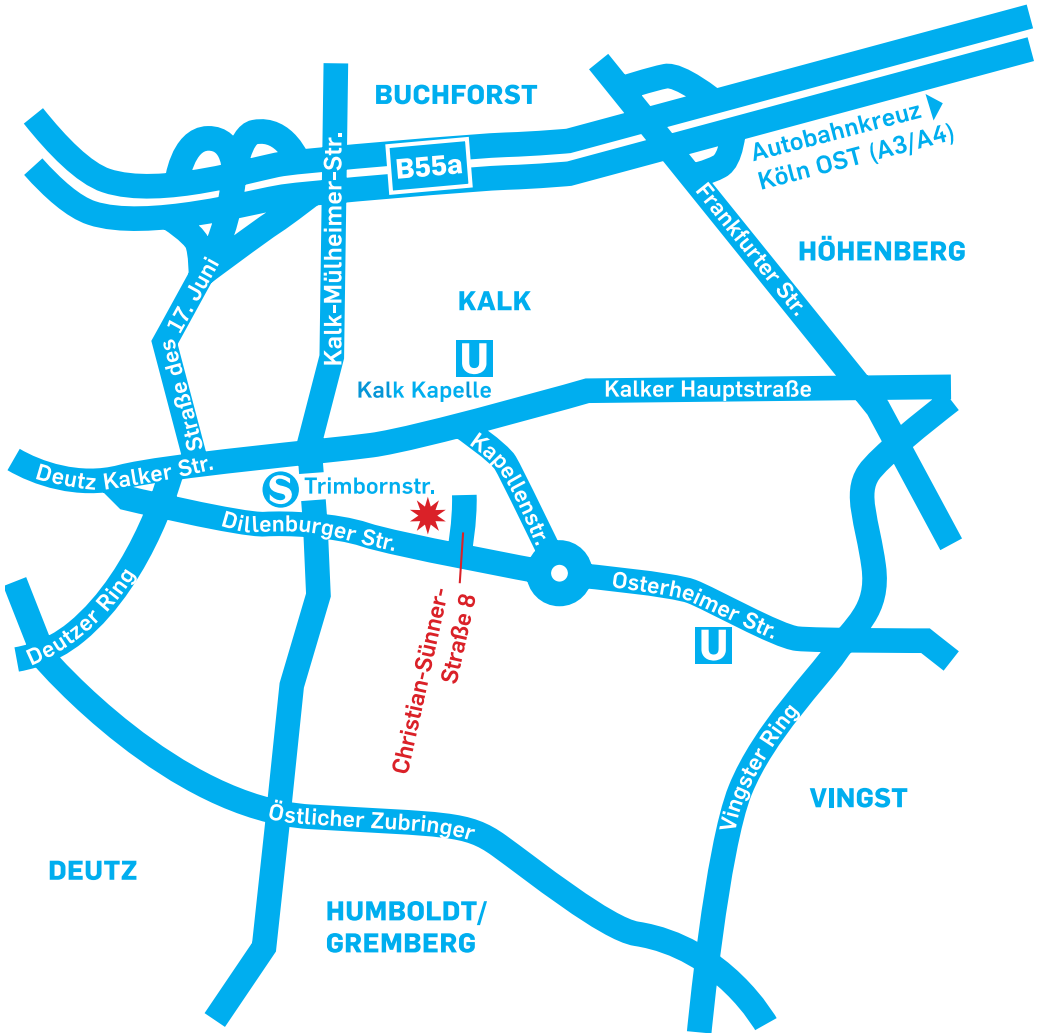 BUCHFORST
B55a
Autobahnkreuz
Köln OST (A3/A4)
Kalk-Mülheimer-Str.
Frankfurter Str.
HÖHENBERG
Straße des 17. Juni
KALK
U
Kalk Kapelle
Kalker Hauptstraße
Deutz Kalker Str.
Kapellenstr.
S Trimbornstr.
Dillenburger Str.
Deutzer Ring
Osterheimer Str.
U
Christian-Sünner-
Straße 8
Vingster Ring
VINGST
Östlicher Zubringer
DEUTZ
HUMBOLDT/
GREMBERG